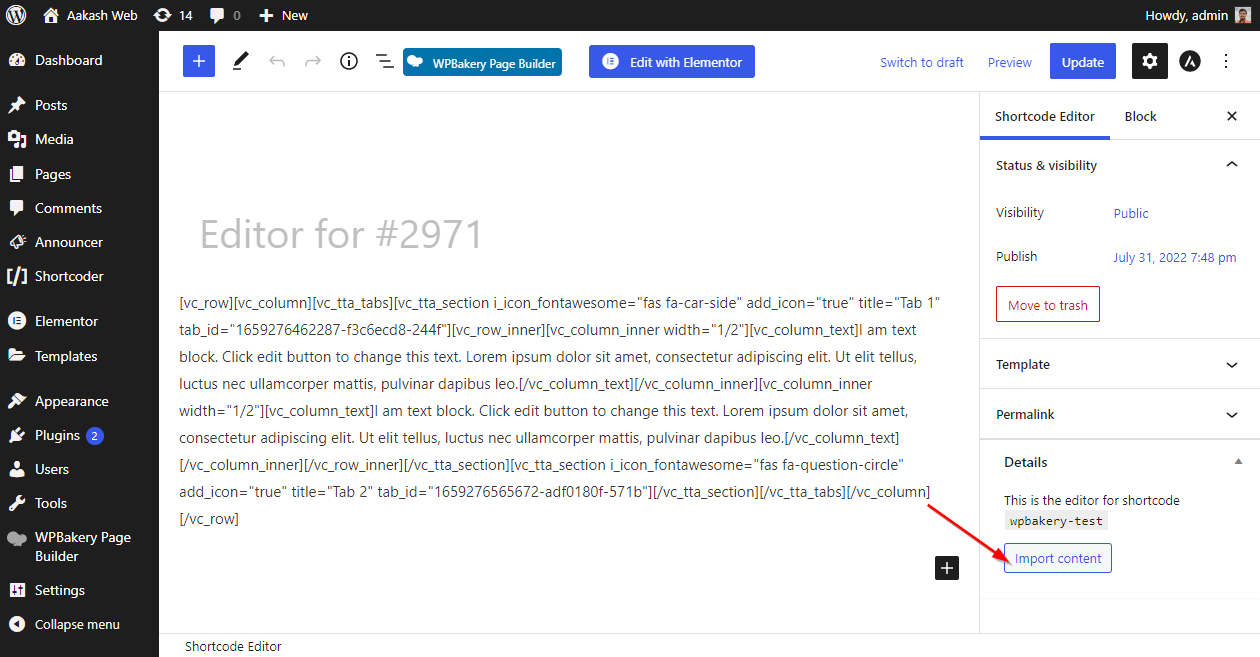 Aakash Web 14 0 New Howdy, admin
Dashboard
Posts
Media
Pages
Comments
Announcer
Shortcoder
Elementor
Templates
Appearance
Plugins 2
Users
Tools
WPBakery Page
Builder
Settings
Collapse menu
WPBakery Page Builder Edit with Elementor Switch to draft Preview Update
Editor for #2971
[vc_row][vc_column][vc_tta_tabs][vc_tta_section i_icon_fontawesome="fas fa-car-side" add_icon="true" title="Tab 1"
tab_id="1659276462287-f3c6ecd8-244f"][vc_row_inner][vc_column_inner width="1/2"][vc_column_text]I am text
block. Click edit button to change this text. Lorem ipsum dolor sit amet, consectetur adipiscing elit. Ut elit tellus,
luctus nec ullamcorper mattis, pulvinar dapibus leo.[/vc_column_text][/vc_column_inner][vc_column_inner
width="1/2"][vc_column_text]I am text block. Click edit button to change this text. Lorem ipsum dolor sit amet,
consectetur adipiscing elit. Ut elit tellus, luctus nec ullamcorper mattis, pulvinar dapibus leo.[/vc_column_text]
[/vc_column_inner][/vc_row_inner][/vc_tta_section][vc_tta_section i_icon_fontawesome="fas fa-question-circle"
add_icon="true" title="Tab 2" tab_id="1659276565672-adf0180f-571b"][/vc_tta_section][/vc_tta_tabs][/vc_column]
[/vc_row]
Shortcode Editor Block
Status & visibility
Visibility Public
Publish July 31, 2022 7:48 pm
Move to trash
Template
Permalink
Details
This is the editor for shortcode
wpbakery-test
Import content
Shortcode Editor